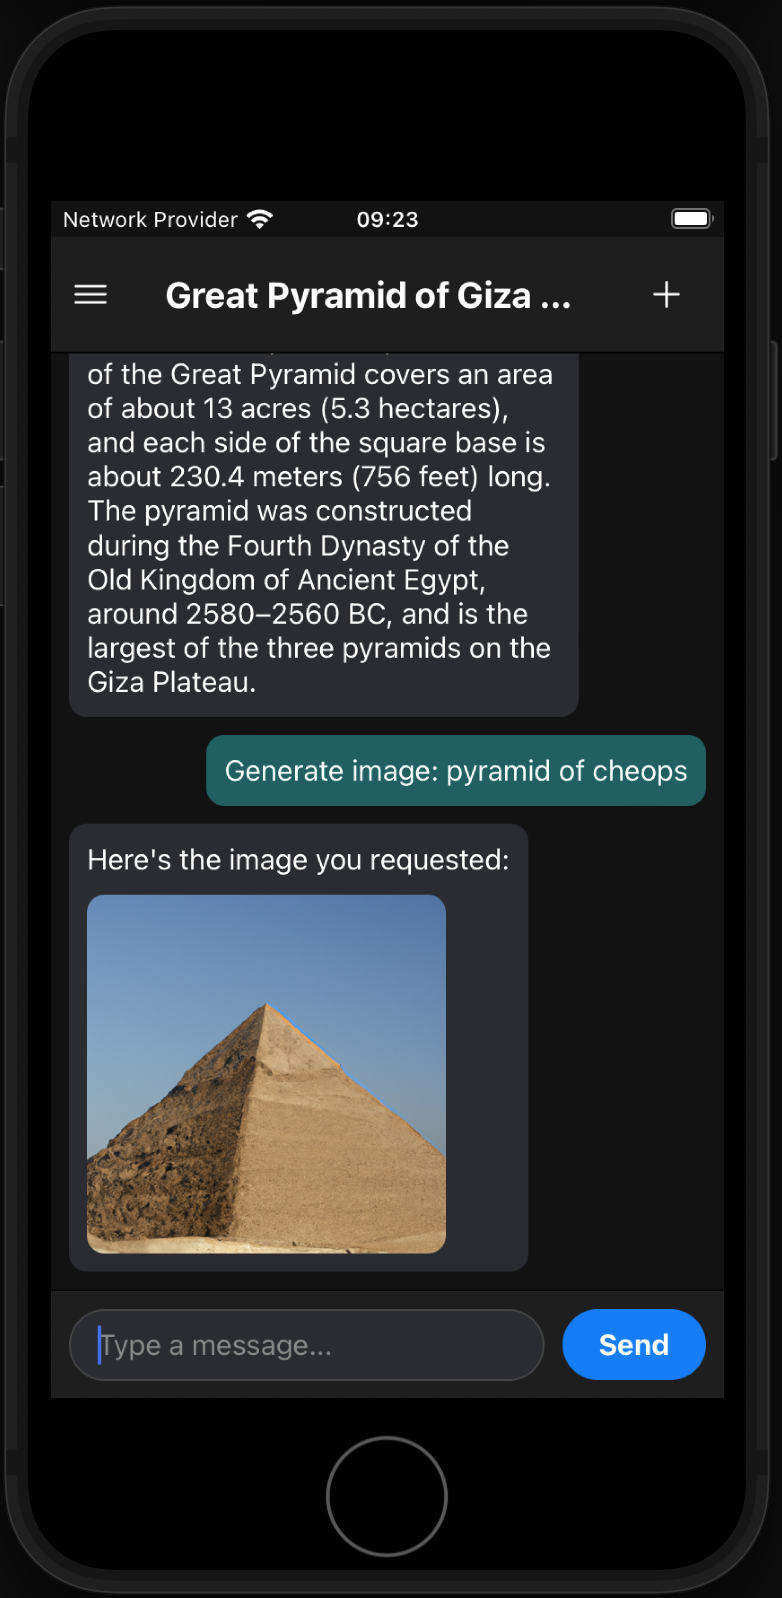 Network Provider 09:23
Great Pyramid of Giza ...
of the Great Pyramid covers an area
of about 13 acres (5.3 hectares),
and each side of the square base is
about 230.4 meters (756 feet) long.
The pyramid was constructed
during the Fourth Dynasty of the
Old Kingdom of Ancient Egypt,
around 2580–2560 BC, and is the
largest of the three pyramids on the
Giza Plateau.
Generate image: pyramid of cheops
Here's the image you requested:
Type a message...
Send